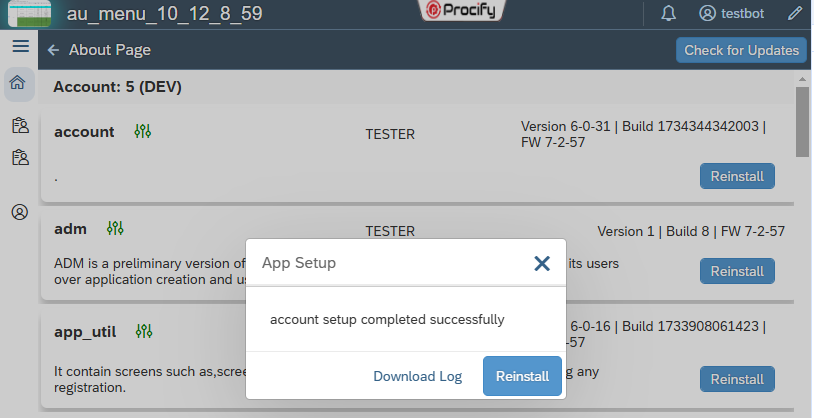 au_menu_10_12_8_59
Procify
testbot
About Page
Check for Updates
Account: 5 (DEV)
account
TESTER
Version 6-0-31 | Build 1734344342003 |
FW 7-2-57
.
Reinstall
adm
TESTER
Version 1 | Build 8 | FW 7-2-57
ADM is a preliminary version of
its users
over application creation and
Reinstall
App Setup
account setup completed successfully
Download Log
Reinstall
app_util
6-0-16 | Build 1733908061423 |
-57
It contain screens such as,
any
registration.
Reinstall